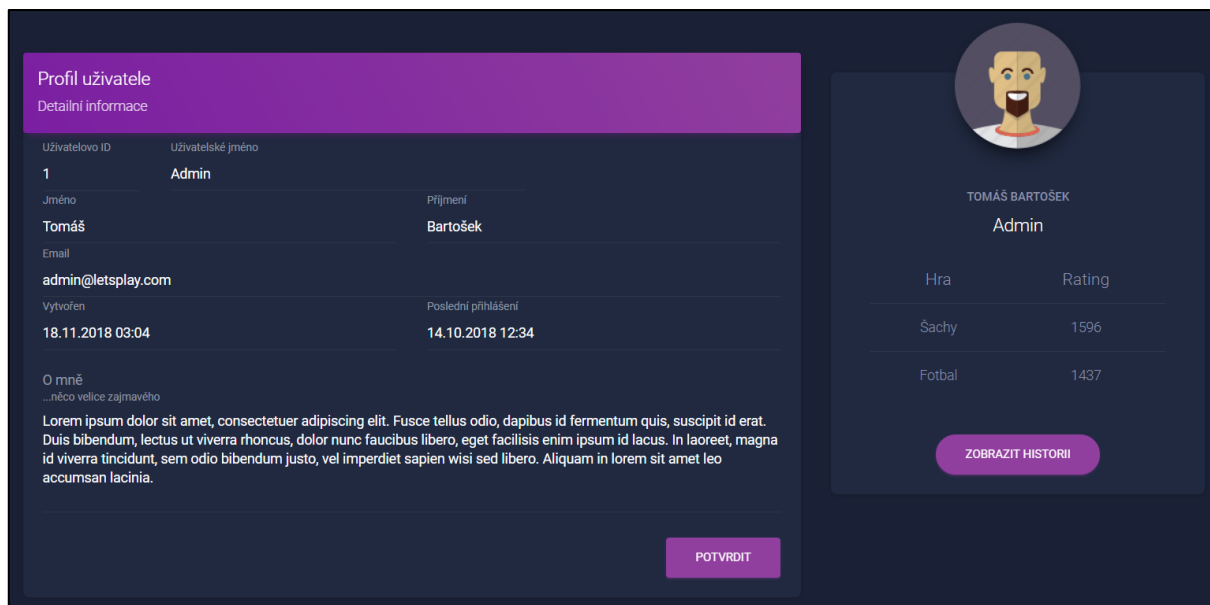 Profil uživatele
Detailní informace
Uživatelovo ID Uživatelské jméno
1 Admin
Jméno Příjmení
Tomáš Bartošek
Email
admin@letsplay.com
Vytvořen Poslední přihlášení
18.11.2018 03:04 14.10.2018 12:34
O mně
...něco velice zajmavého
Lorem ipsum dolor sit amet, consectetuer adipiscing elit. Fusce tellus odio, dapibus id fermentum quis, suscipit id erat.
Duis bibendum, lectus ut viverra rhoncus, dolor nunc faucibus libero, eget facilisis enim ipsum id lacus. In laoreet, magna
id viverra tincidunt, sem odio bibendum justo, vel imperdiet sapien wisi sed libero. Aliquam in lorem sit amet leo
accumsan lacinia.
POTVRDIT
TOMÁŠ BARTOŠEK
Admin
Hra Rating
Šachy 1596
Fotbal 1437
ZOBRAZIT HISTORII